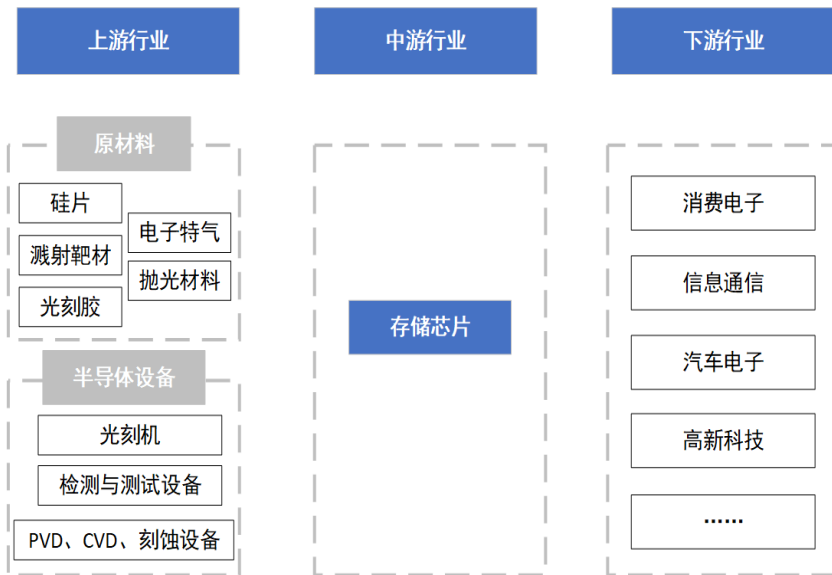 上游行业
中游行业
下游行业
原材料
硅片
电子特气
溅射靶材
抛光材料
光刻胶
半导体设备
光刻机
检测与测试设备
PVD、CVD、刻蚀设备
存储芯片
消费电子
信息通信
汽车电子
高新科技
……